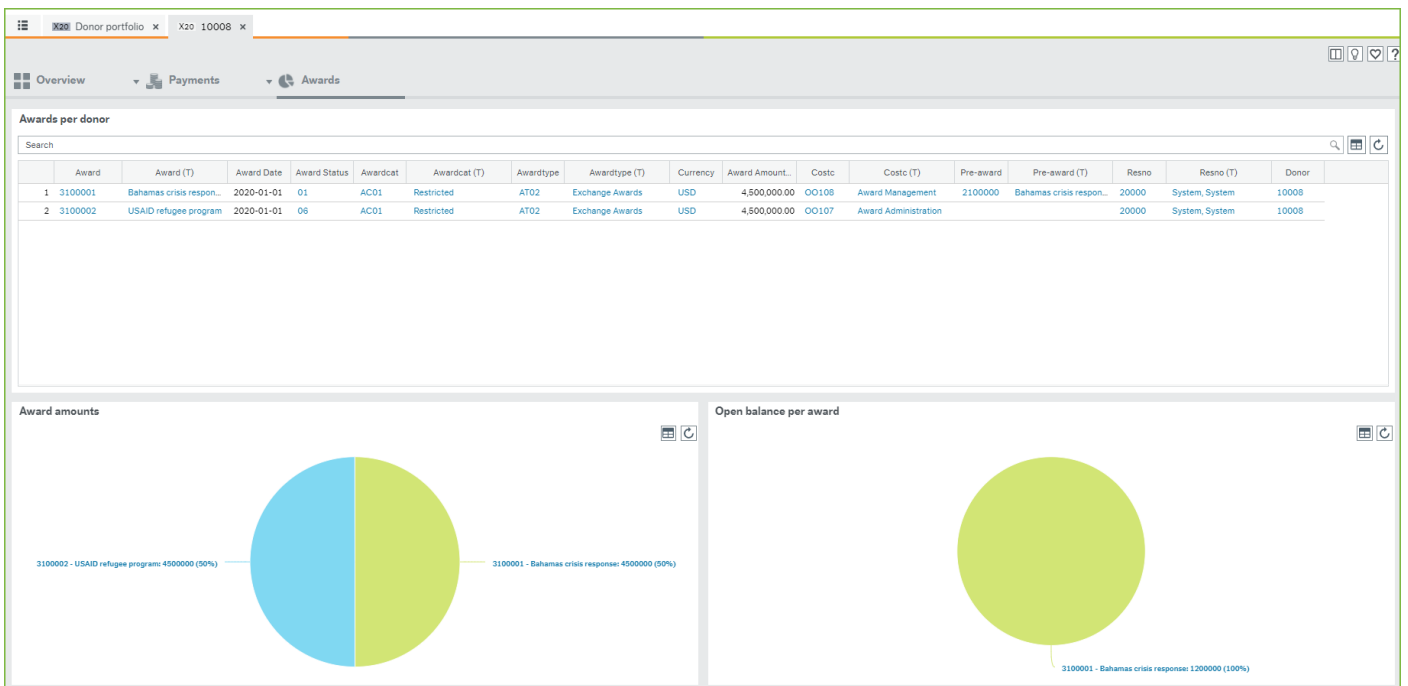 X20 Donor portfolio × X20 10008 ×
?
Overview Payments Awards
Awards per donor
Search
Award Award (T) Award Date Award Status Awardcat Awardcat (T) Awardtype Awardtype (T) Currency Award Amount... Costc Costc (T) Pre-award Pre-award (T) Resno Resno (T) Donor
1 3100001 Bahamas crisis respon... 2020-01-01 01 AC01 Restricted AT02 Exchange Awards USD 4,500,000.00 OO108 Award Management 2100000 Bahamas crisis respon... 20000 System, System 10008
2 3100002 USAID refugee program 2020-01-01 06 AC01 Restricted AT02 Exchange Awards USD 4,500,000.00 OO107 Award Administration 20000 System, System 10008
Award amounts
Open balance per award
3100002 - USAID refugee program: 4500000 (50%)
3100001 - Bahamas crisis response: 4500000 (50%)
3100001 - Bahamas crisis response: 1200000 (100%)